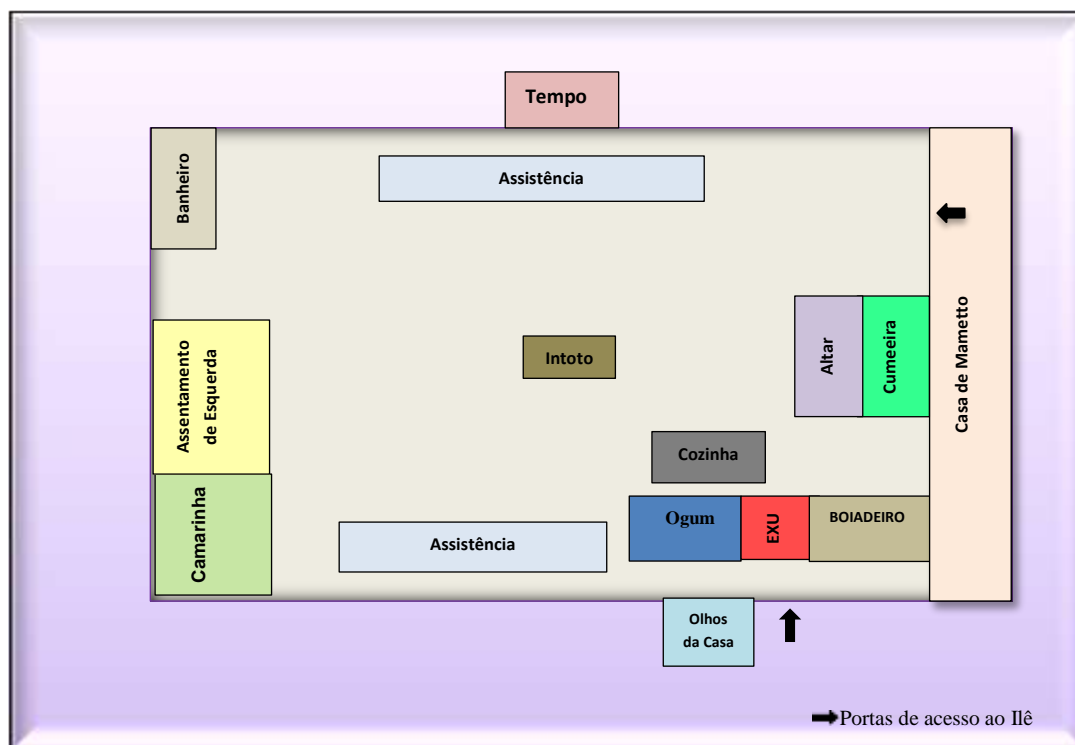 Tempo
Banheiro
Assistência
Casa de Mametto
Assentamento
de Esquerda
Intoto
Altar
Cumeeira
Cozinha
Camarinha
Assistência
Ogum
EXU
BOIADEIRO
Olhos
da Casa
Portas de acesso ao Ilê